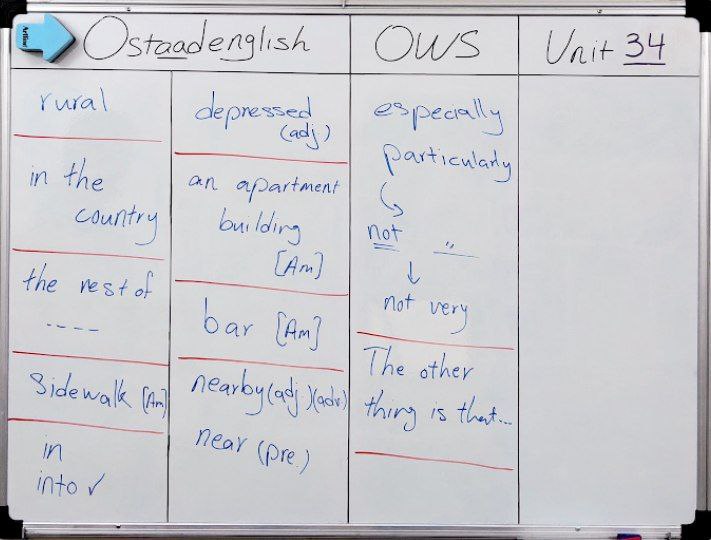 Artline
Ostaadenglish
OWS
Unit 34
rural
in the
country
the rest of
----
Sidewalk [Am]
in
into ✓
depressed
(adj)
an apartment
building
[Am]
bar [Am]
nearby (adj)(adv)
near (pre.)
especially
particularly
not "
not very
The other
thing is that...